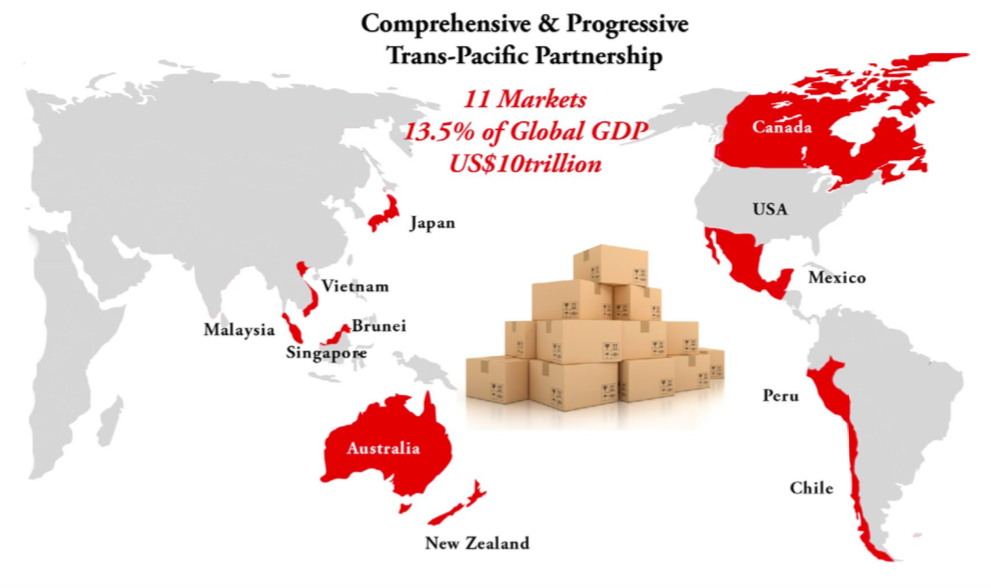 Comprehensive & Progressive
Trans-Pacific Partnership
11 Markets
13.5% of Global GDP
US$10trillion
Canada
USA
Japan
Mexico
Vietnam
Malaysia
Brunei
Singapore
Peru
Australia
Chile
New Zealand